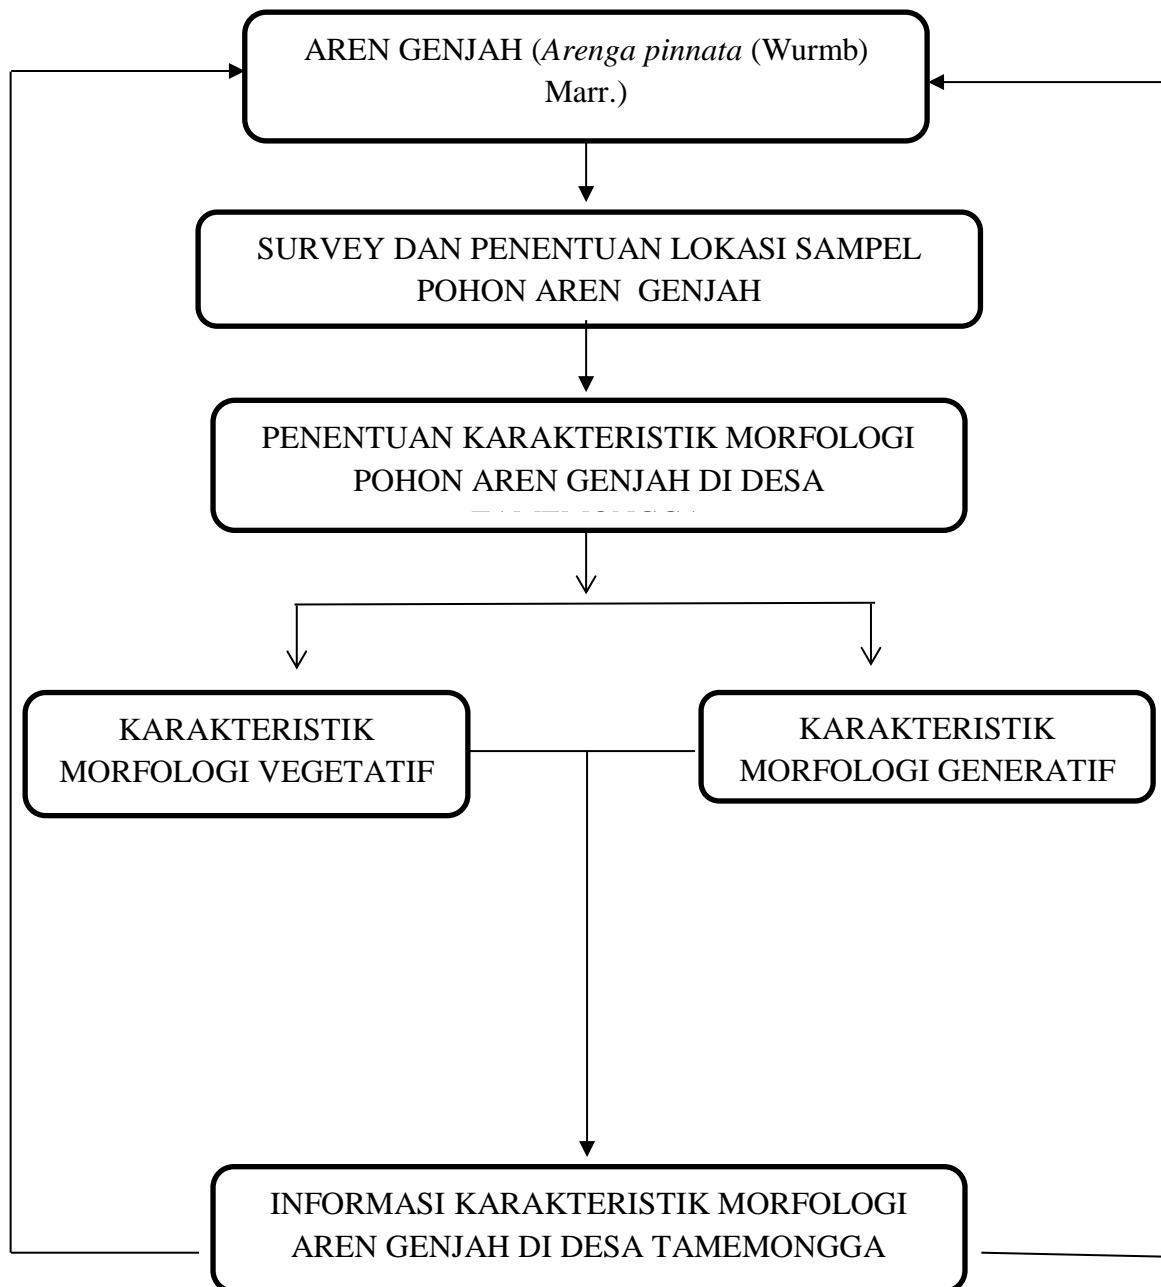 AREN GENJAH (Arenga pinnata (Wurmb)
Marr.)
SURVEY DAN PENENTUAN LOKASI SAMPEL
POHON AREN GENJAH
PENENTUAN KARAKTERISTIK MORFOLOGI
POHON AREN GENJAH DI DESA
KARAKTERISTIK
MORFOLOGI VEGETATIF
KARAKTERISTIK
MORFOLOGI GENERATIF
INFORMASI KARAKTERISTIK MORFOLOGI
AREN GENJAH DI DESA TAMEMONGGA